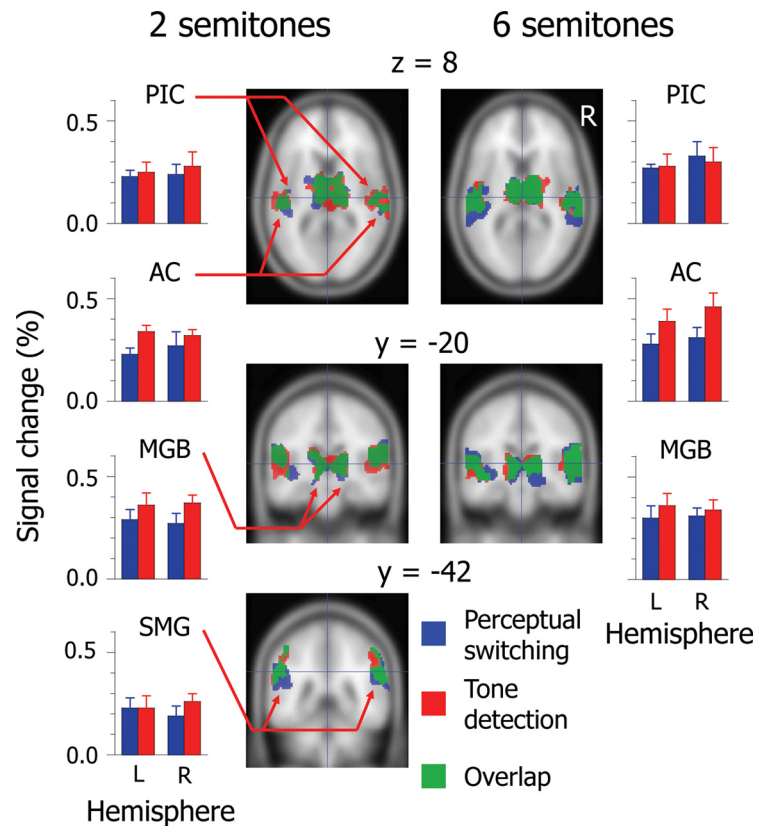 2 semitones
6 semitones
z = 8
PIC
0.5
0.0
R
PIC
0.5
0.0
AC
0.5
0.0
AC
0.5
0.0
Signal change (%)
y = -20
MGB
0.5
0.0
MGB
0.5
0.0
L R
Hemisphere
y = -42
SMG
0.5
0.0
L R
Hemisphere
Perceptual
switching
Tone
detection
Overlap